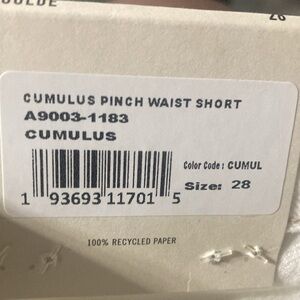 28
CUMULUS PINCH WAIST SHORT
A9003-1183
CUMULUS
Color Code : CUMUL
Size: 28
1 93693 11701 5
100% RECYCLED PAPER